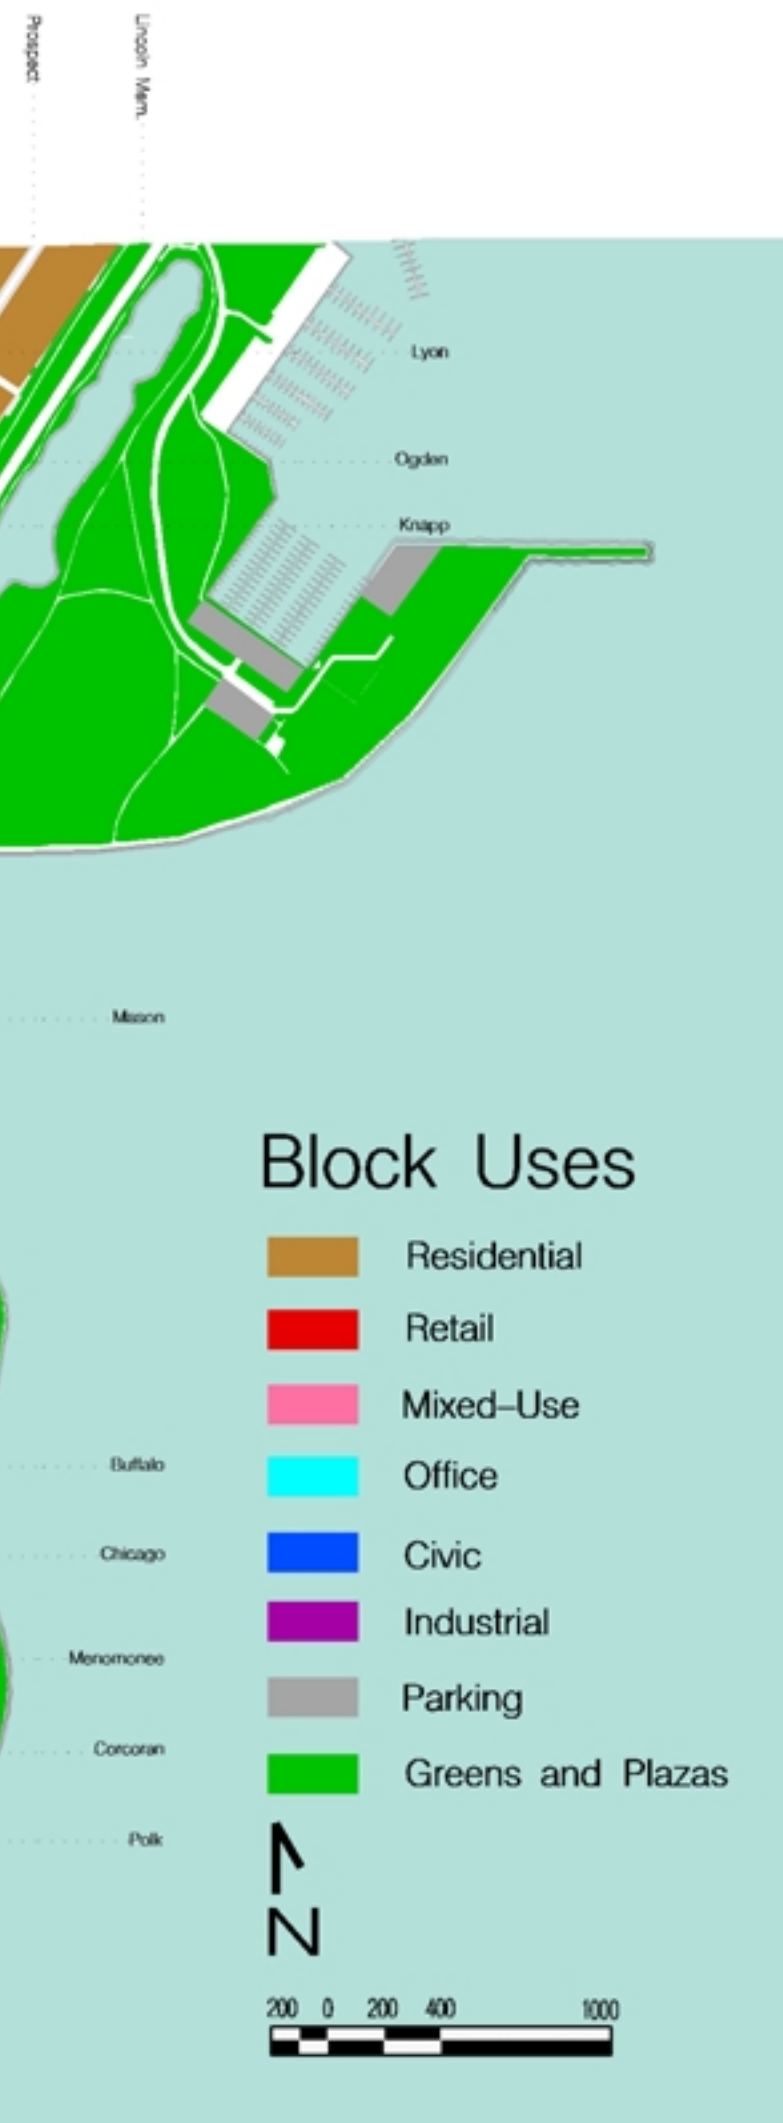 Prospect
Lincoln Mem.
Lyon
Ogden
Knapp
Mason
Block Uses
Residential
Retail
Mixed-Use
Office
Buffalo
Civic
Chicago
Industrial
Menomonee
Parking
Corcoran
Greens and Plazas
Polk
N
200 0 200 400 1000